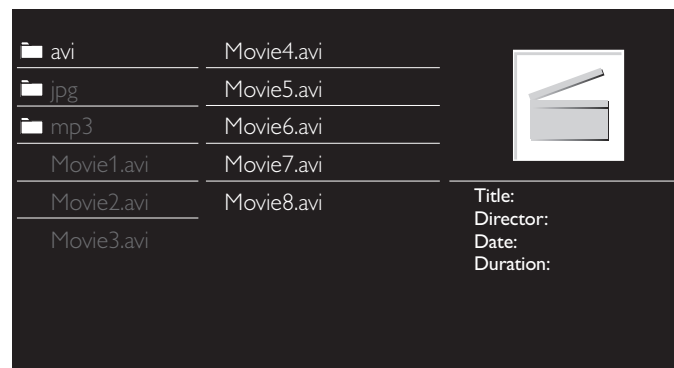 avi
jpg
mp3
Movie1.avi
Movie2.avi
Movie3.avi
Movie4.avi
Movie5.avi
Movie6.avi
Movie7.avi
Movie8.avi
Title:
Director:
Date:
Duration: